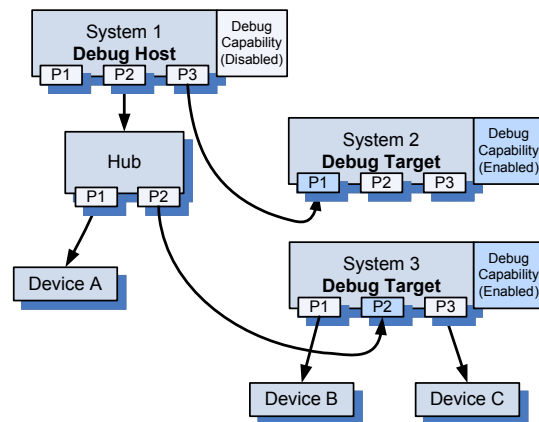 System 1
Debug Host
Debug
Capability
(Disabled)
P1 P2 P3
Hub
P1 P2
Device A
System 2
Debug Target
Debug
Capability
(Enabled)
P1 P2 P3
System 3
Debug Target
Debug
Capability
(Enabled)
P1 P2 P3
Device B
Device C